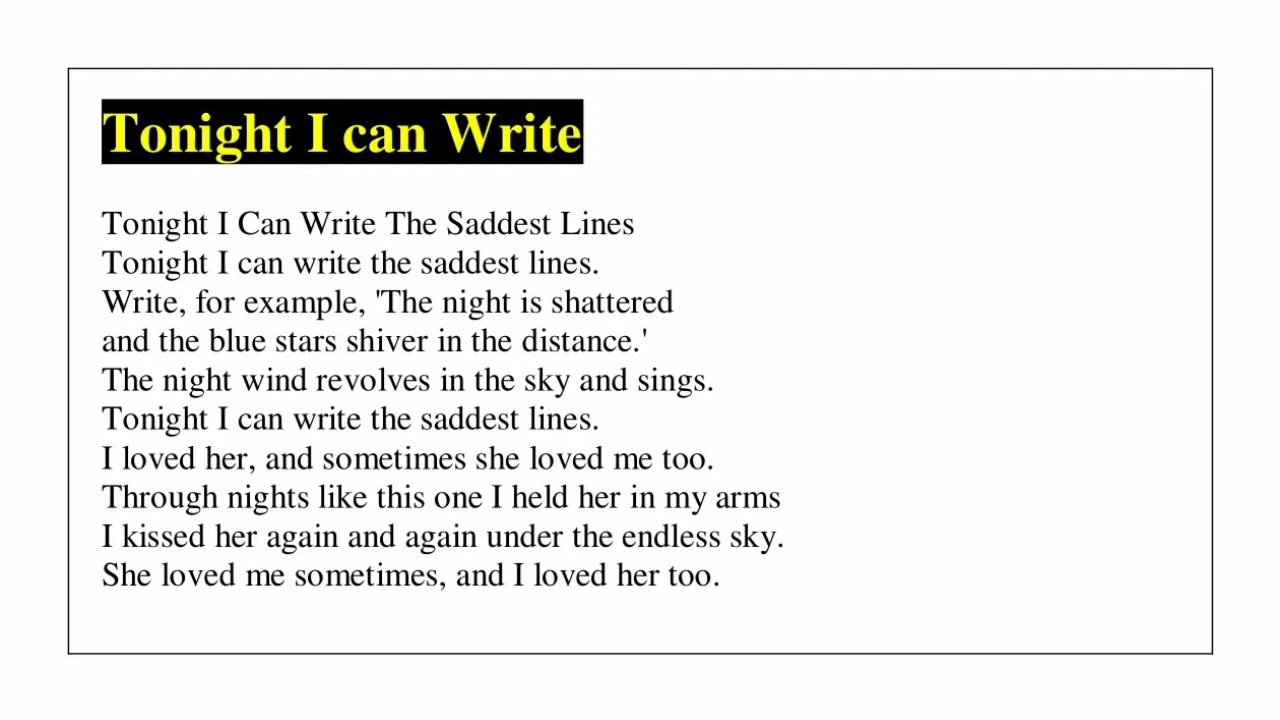 Tonight I can Write
Tonight I Can Write The Saddest Lines
Tonight I can write the saddest lines.
Write, for example, 'The night is shattered
and the blue stars shiver in the distance.'
The night wind revolves in the sky and sings.
Tonight I can write the saddest lines.
I loved her, and sometimes she loved me too.
Through nights like this one I held her in my arms
I kissed her again and again under the endless sky.
She loved me sometimes, and I loved her too.